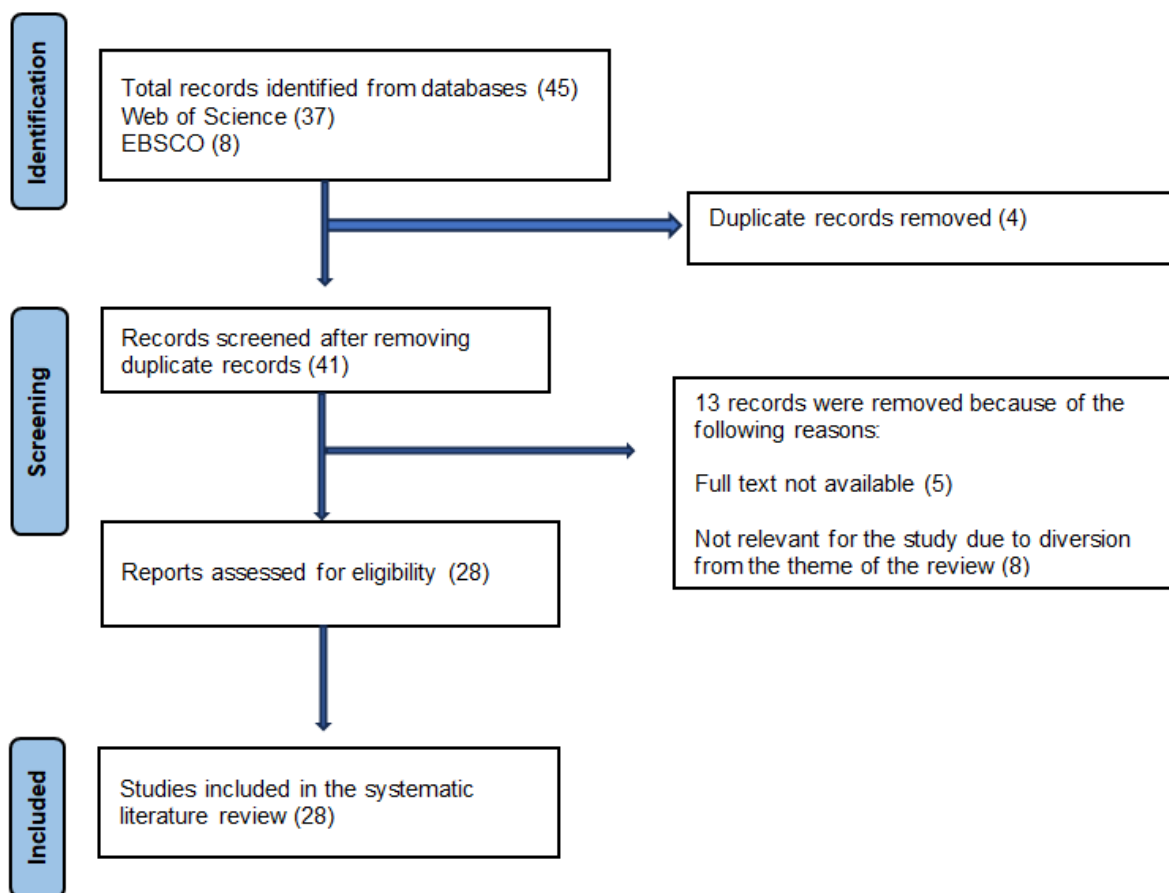 Identification
Total records identified from databases (45)
Web of Science (37)
EBSCO (8)
Duplicate records removed (4)
Screening
Records screened after removing
duplicate records (41)
13 records were removed because of the
following reasons:
Full text not available (5)
Not relevant for the study due to diversion
from the theme of the review (8)
Reports assessed for eligibility (28)
Included
Studies included in the systematic
literature review (28)